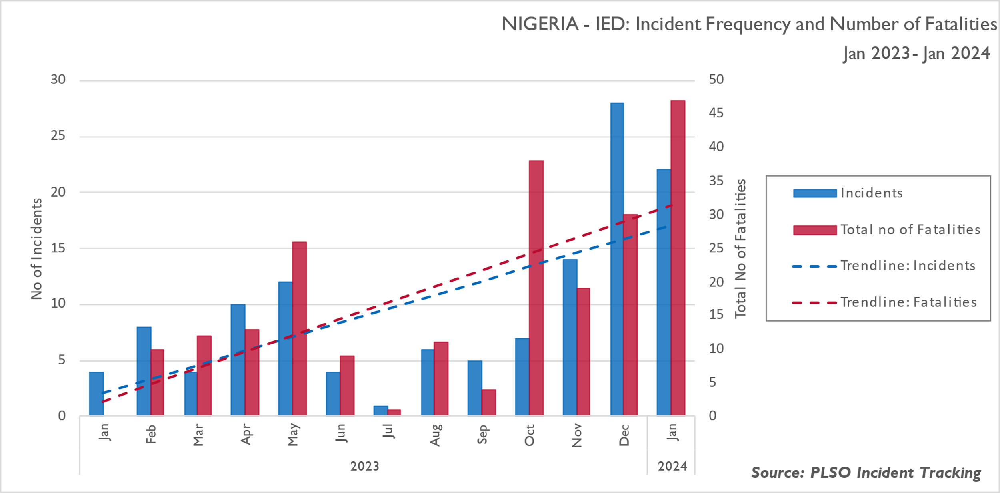 NIGERIA - IED: Incident Frequency and Number of Fatalities
Jan 2023- Jan 2024
30
25
20
15
10
5
0
No of Incidents
50
45
40
35
30
25
20
15
10
5
0
Total No of Fatalities
Jan
Feb
Mar
Apr
May
Jun
Jul
Aug
Sep
Oct
Nov
Dec
Jan
2023
2024
Incidents
Total no of Fatalities
Trendline: Incidents
Trendline: Fatalities
Source: PLSO Incident Tracking